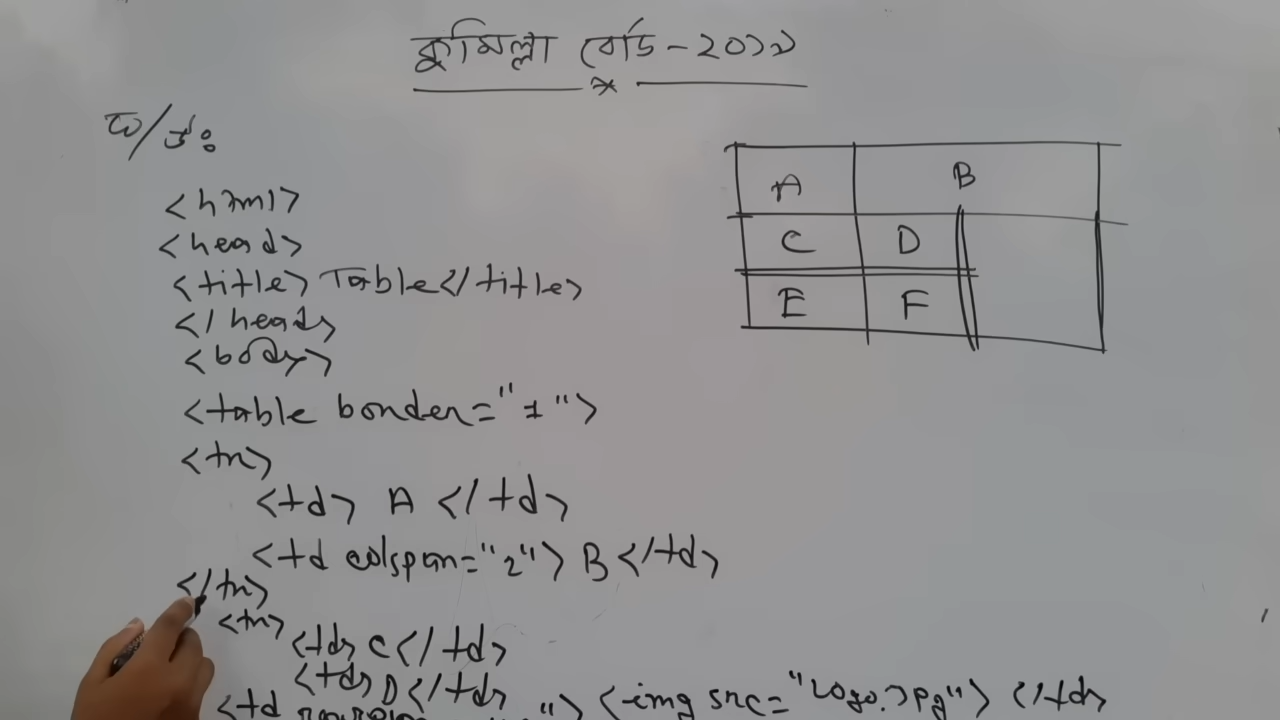 কুমিল্লা বোর্ড-২০১৯
<html>
<head>
<title> Table</title>
</head>
<body>
<table border="1">
<tr>
<td> A </td>
<td colspan="2"> B </td>
</tr>
<tr>
<td> C </td>
<td> D </td>
<td "> <img src="Logo.Jpg"> </td>
A B
C D
E F